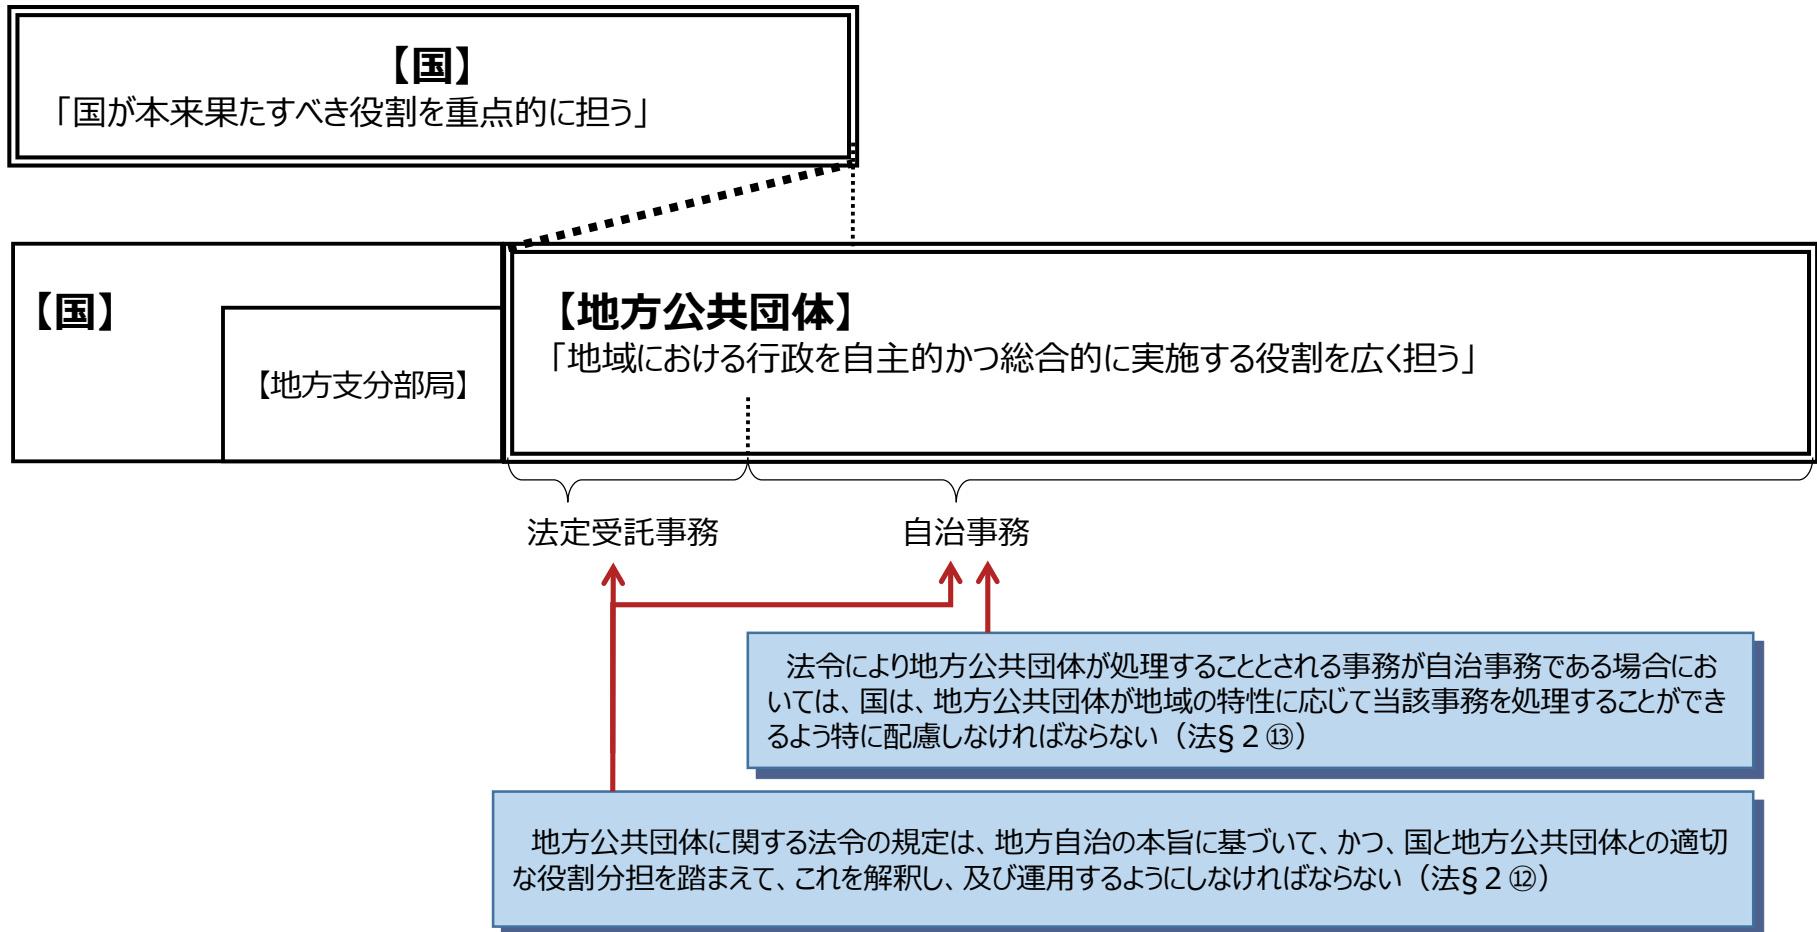 【国】
「国が本来果たすべき役割を重点的に担う」
【国】
【地方支分部局】
【地方公共団体】
「地域における行政を自主的かつ総合的に実施する役割を広く担う」
法定受託事務
自治事務
法令により地方公共団体が処理することとされる事務が自治事務である場合にお
いては、国は、地方公共団体が地域の特性に応じて当該事務を処理することができ
るよう特に配慮しなければならない（法§２⑬）
地方公共団体に関する法令の規定は、地方自治の本旨に基づいて、かつ、国と地方公共団体との適切
な役割分担を踏まえて、これを解釈し、及び運用するようにしなければならない（法§２⑫）